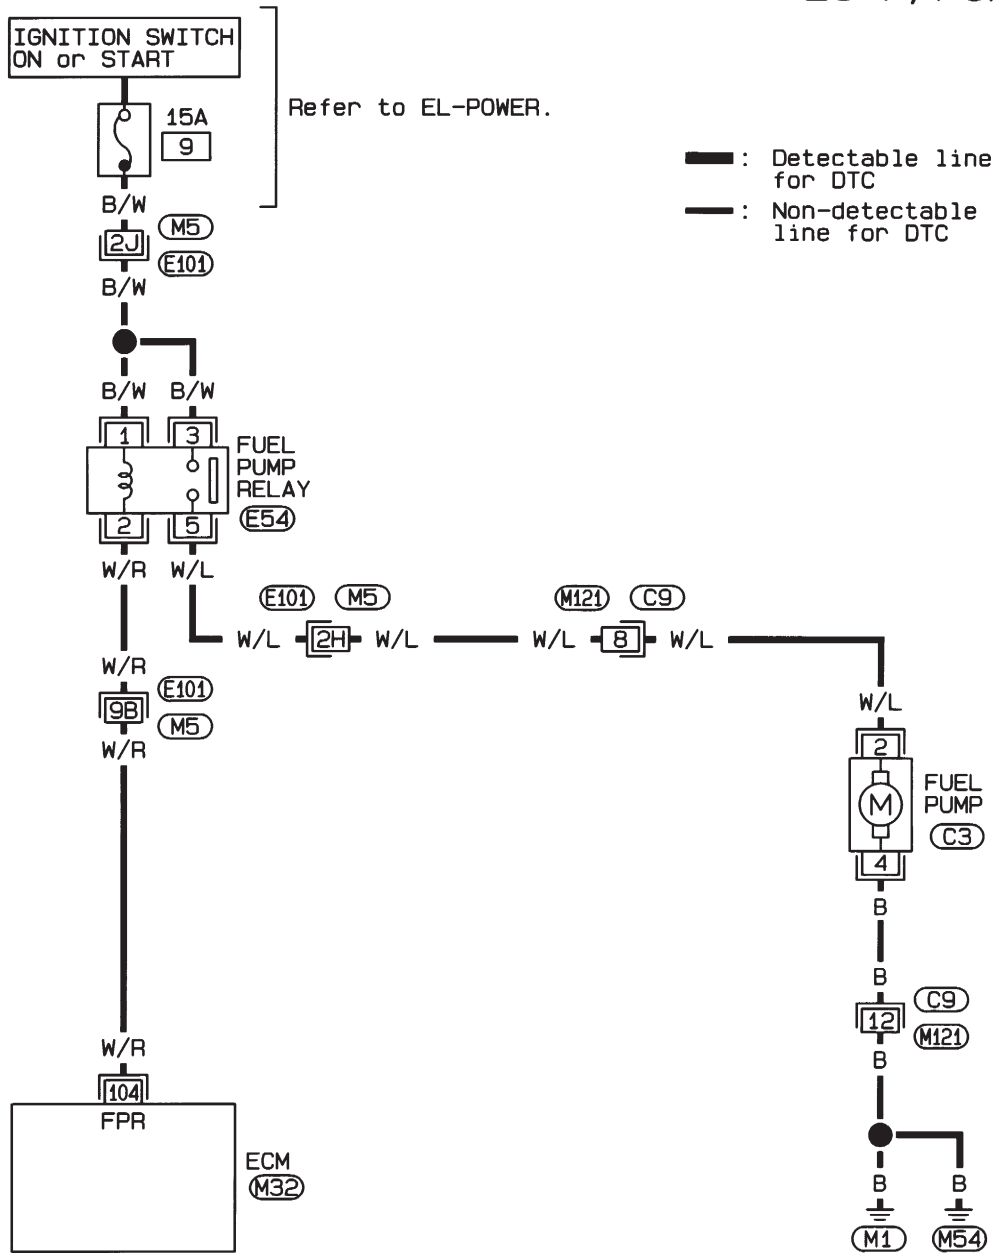 IGNITION SWITCH
ON or START
Refer to EL-POWER.
15A
9
Detectable line
for DTC
Non-detectable
line for DTC
B/W
M5
2J
E101
B/W
B/W B/W
1 3
FUEL
PUMP
RELAY
E54
2 5
W/R W/L
E101 M5 M121 C9
W/L 2H W/L W/L 8 W/L
W/R
E101
9B
M5
W/R
W/L
2
M
FUEL
PUMP
C3
4
B
B
C9
12
M121
B
W/R
104
FPR
ECM
M32
B B
M1 M54